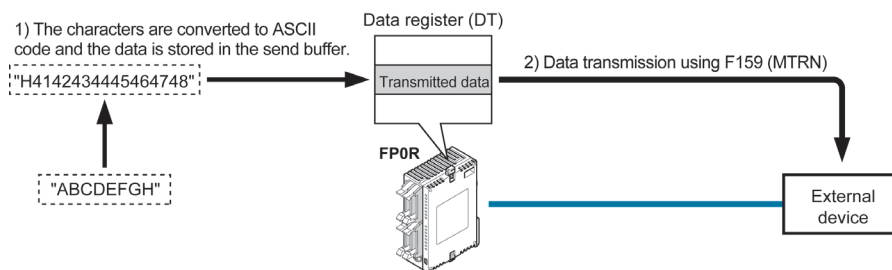 1) The characters are converted to ASCII
code and the data is stored in the send buffer.
Data register (DT)
"H4142434445464748"
Transmitted data
2) Data transmission using F159 (MTRN)
FP0R
"ABCDEFGH"
External
device